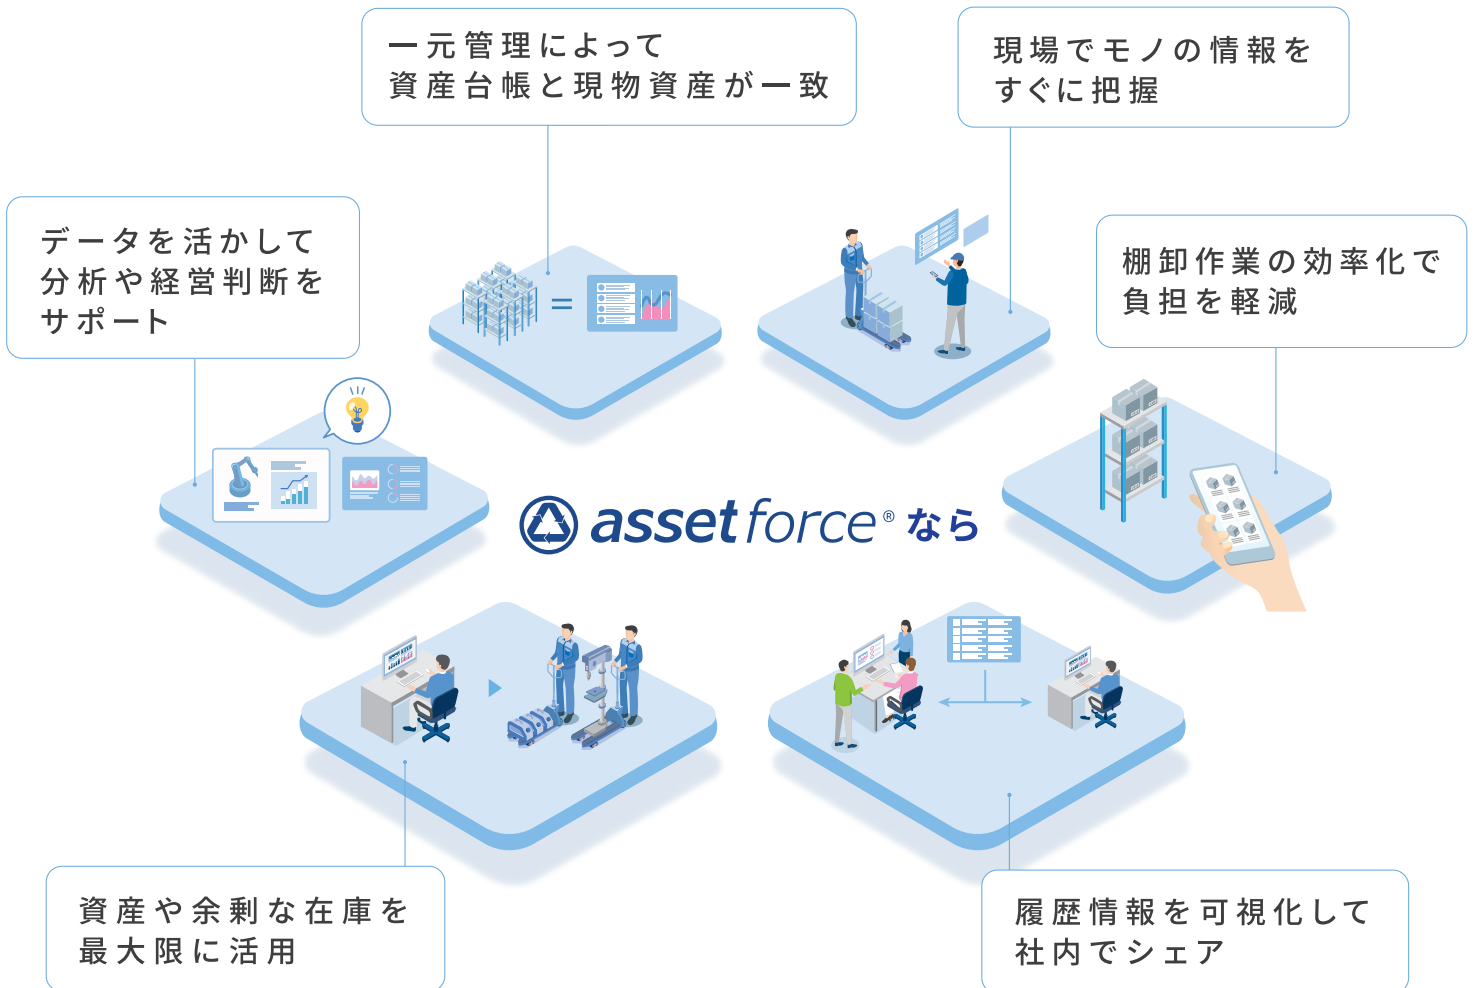 一元管理によって
資産台帳と現物資産が一致
現場でモノの情報を
すぐに把握
データを活かして
分析や経営判断を
サポート
棚卸作業の効率化で
負担を軽減
assetforce® なら
資産や余剰な在庫を
最大限に活用
履歴情報を可視化して
社内でシェア